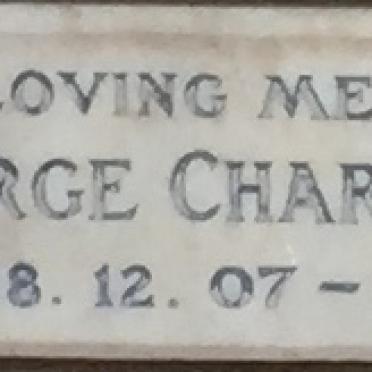 LOVING ME
RGE CHAR
8.12.07-